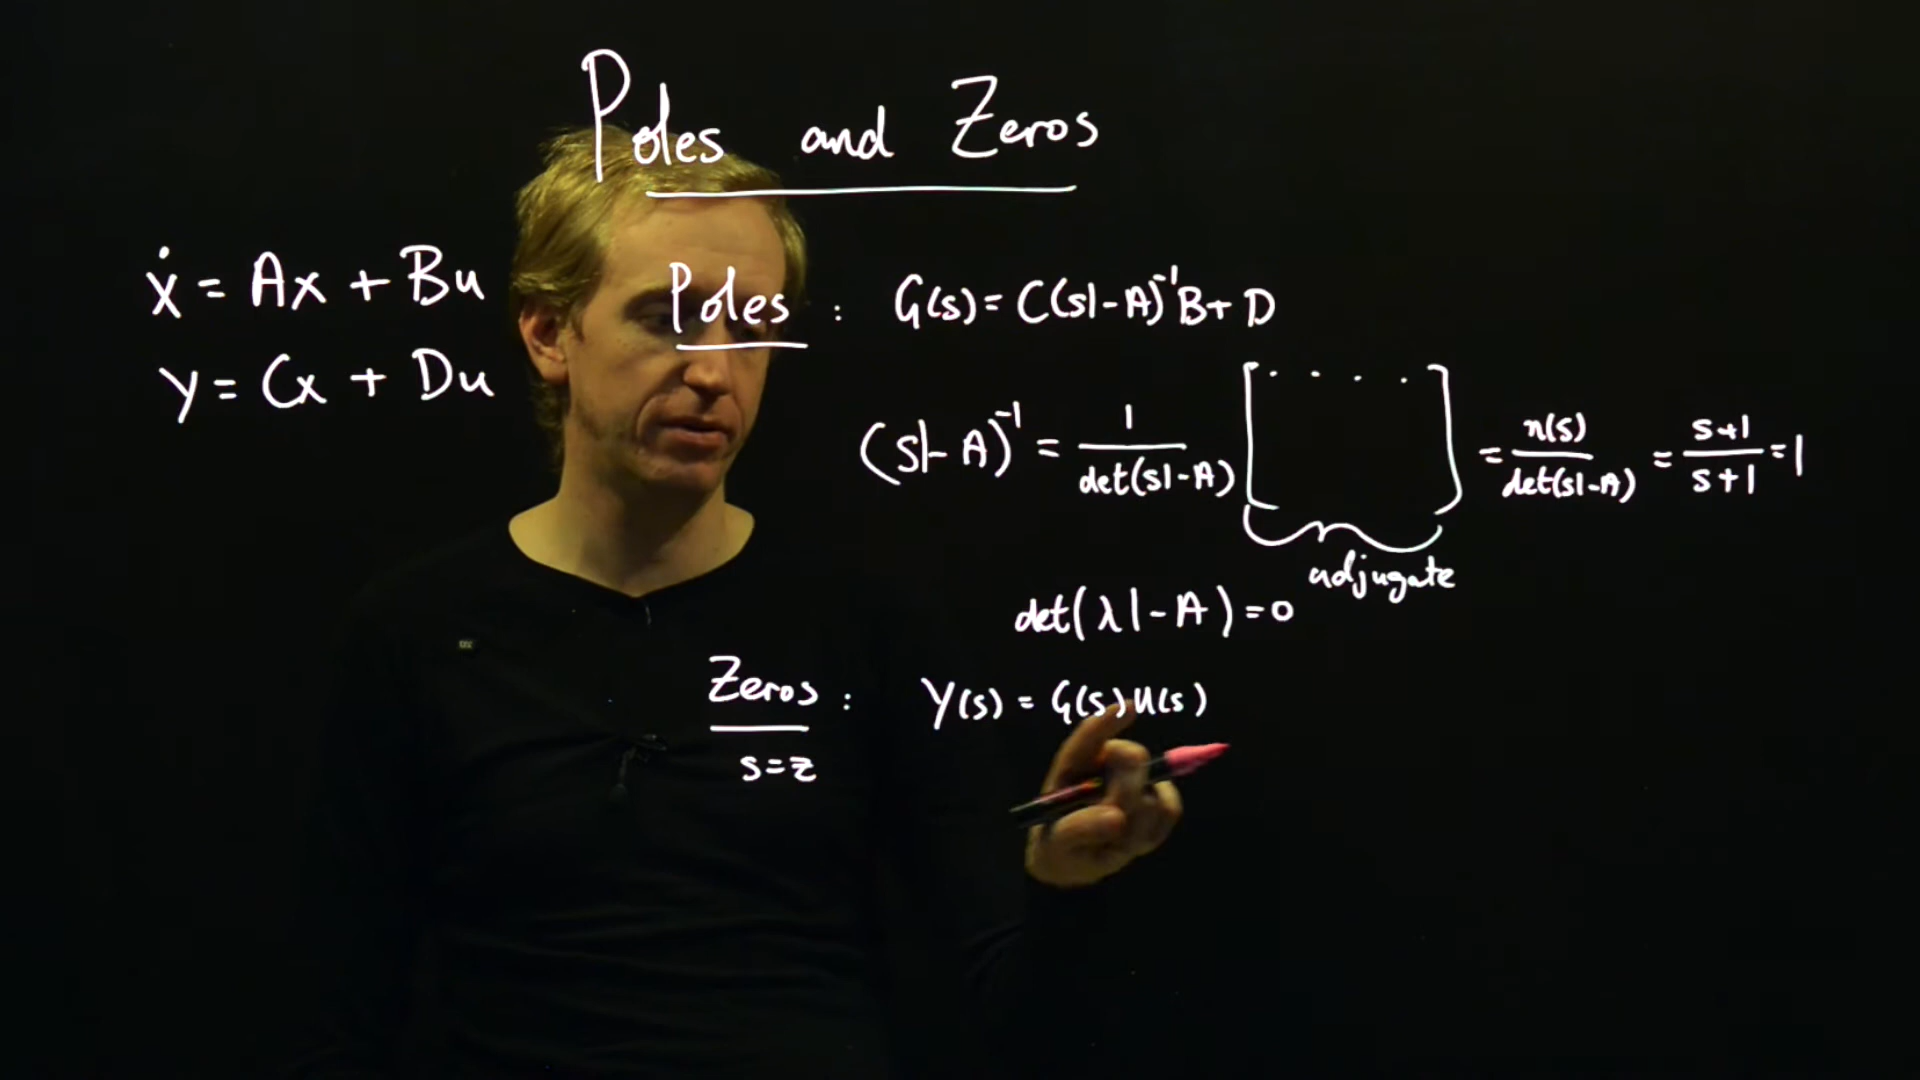 Poles and Zeros
ẋ = Ax + Bu
y = Cx + Du
Poles : G(s) = C(sI-A)⁻¹B + D
(sI-A)⁻¹ = 1/det(sI-A) [ . . . . ] = n(s)/det(sI-A) = s+1/s+1 = 1
adjugate
det(λI-A) = 0
Zeros : Y(s) = G(s)U(s)
s=z